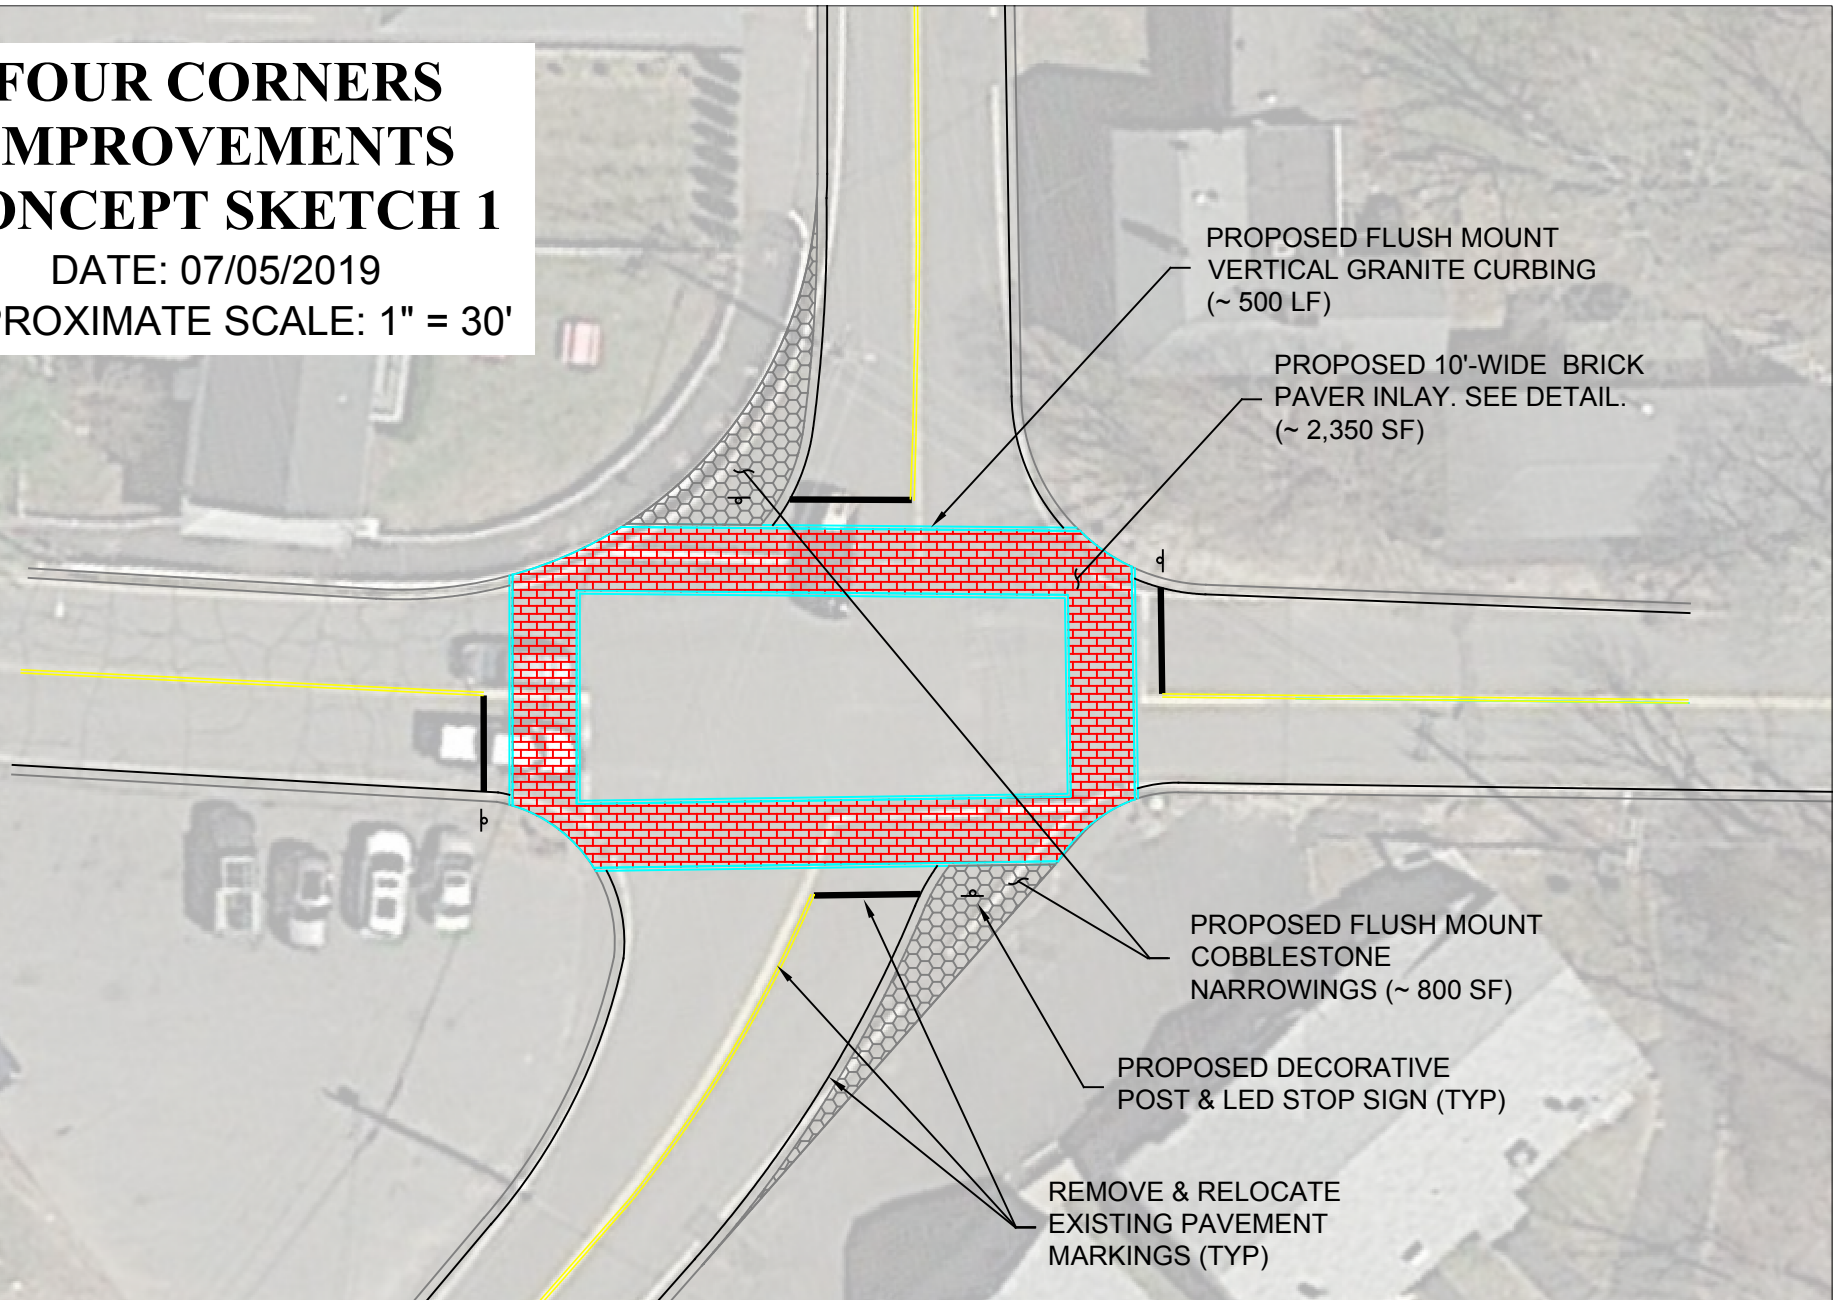 FOUR CORNERS
MPROVEMENTS
ONCEPT SKETCH 1
DATE: 07/05/2019
PROXIMATE SCALE: 1" = 30'
PROPOSED FLUSH MOUNT
VERTICAL GRANITE CURBING
(~ 500 LF)
PROPOSED 10'-WIDE BRICK
PAVER INLAY. SEE DETAIL.
(~ 2,350 SF)
PROPOSED FLUSH MOUNT
COBBLESTONE
NARROWINGS (~ 800 SF)
PROPOSED DECORATIVE
POST & LED STOP SIGN (TYP)
REMOVE & RELOCATE
EXISTING PAVEMENT
MARKINGS (TYP)